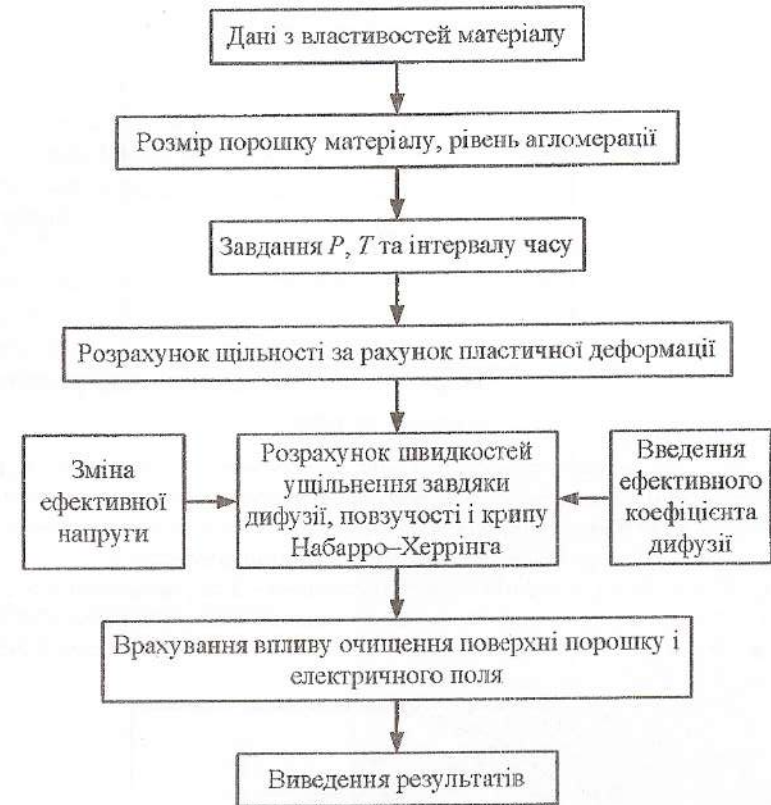 Дані з властивостей матеріалу
Розмір порошку матеріалу, рівень агломерації
Завдання P, T та інтервалу часу
Розрахунок щільності за рахунок пластичної деформації
Зміна
ефективної
напруги
Розрахунок швидкостей
ущільнення завдяки
дифузії, повзучості і крипу
Набарро–Херрінга
Введення
ефективного
коефіцієнта
дифузії
Врахування впливу очищення поверхні порошку і
електричного поля
Виведення результатів